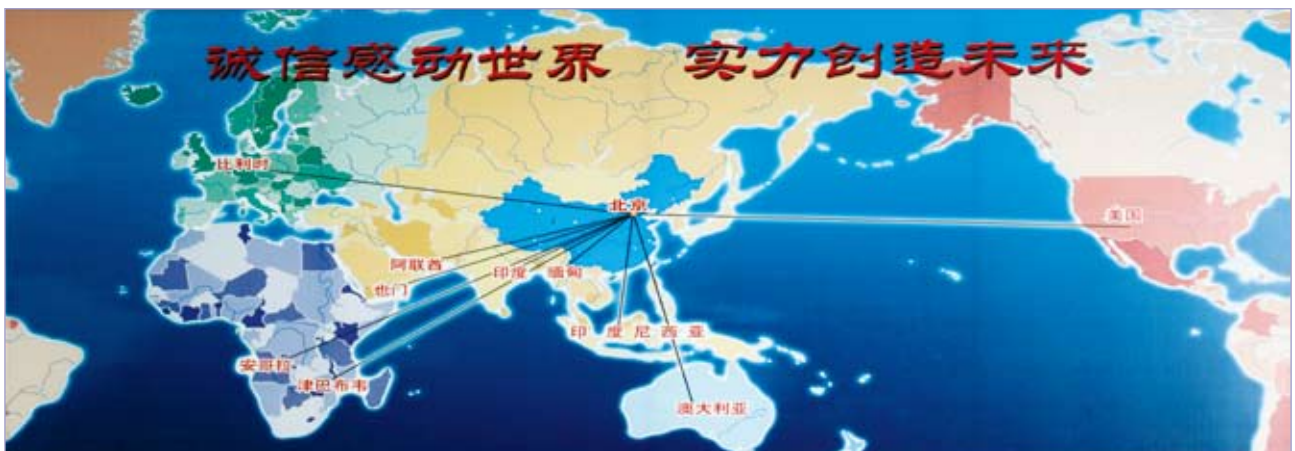 诚信感动世界 实力创造未来
比利时
北京
美国
阿联酋
印度
缅甸
也门
印度尼西亚
安哥拉
津巴布韦
澳大利亚